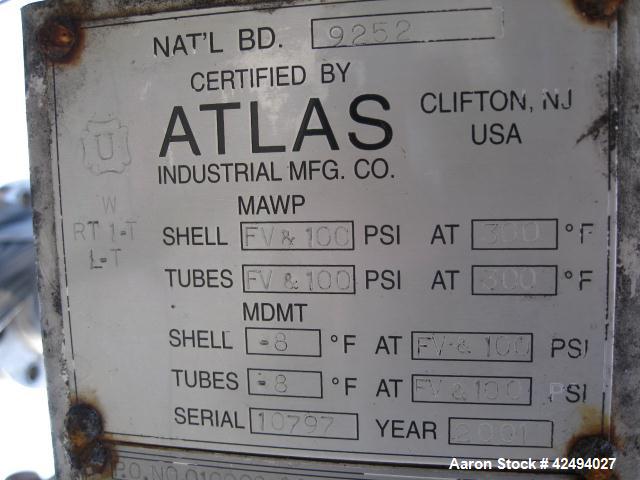 NAT'L BD. 9252
CERTIFIED BY
ATLAS
CLIFTON, NJ
USA
INDUSTRIAL MFG. CO.
U
W
RT 1-T
L-T
MAWP
SHELL FV & 100 PSI AT 300 °F
TUBES FV & 100 PSI AT 300 °F
MDMT
SHELL -8 °F AT FV & 100 PSI
TUBES -8 °F AT FV & 100 PSI
SERIAL 10797 YEAR 2001
P.O. NO.
Aaron Stock # 42494027